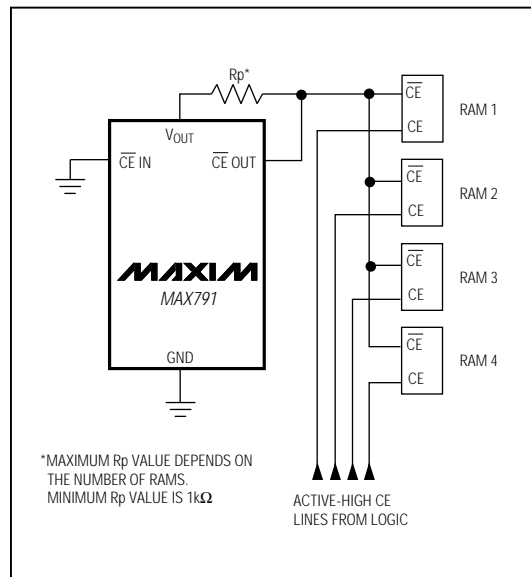 Rp*
VOUT
CE IN
CE OUT
MAXIM
MAX791
GND
CE
CE
RAM 1
CE
CE
RAM 2
CE
CE
RAM 3
CE
CE
RAM 4
*MAXIMUM Rp VALUE DEPENDS ON
THE NUMBER OF RAMS.
MINIMUM Rp VALUE IS 1kΩ
ACTIVE-HIGH CE
LINES FROM LOGIC